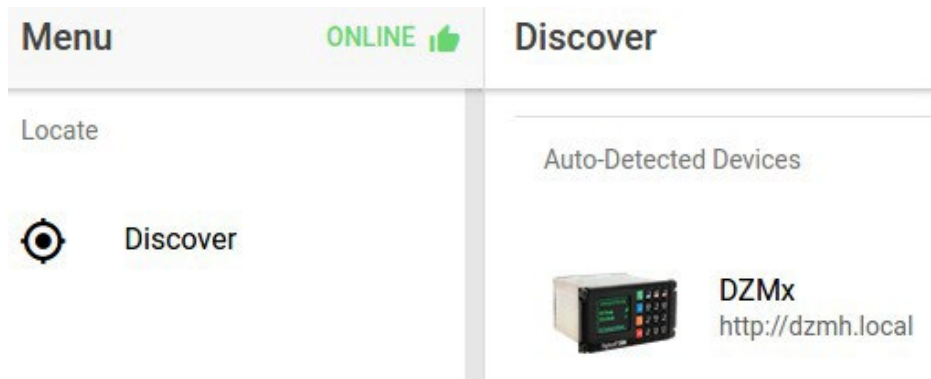 Menu
ONLINE
Locate
Discover
Discover
Auto-Detected Devices
DZMx
http://dzmh.local